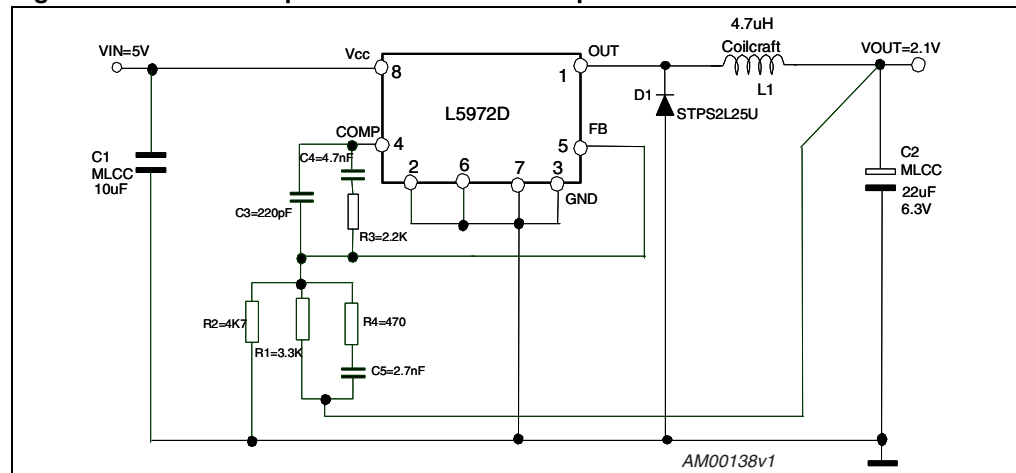 4.7uH
Coilcraft
L1
VIN=5V
Vcc
8
OUT
1
VOUT=2.1V
L5972D
D1
STPS2L25U
FB
5
COMP
4
C4=4.7nF
2
6
7
3
GND
C1
MLCC
10uF
C2
MLCC
22uF
6.3V
C3=220pF
R3=2.2K
R2=4K7
R1=3.3K
R4=470
C5=2.7nF
AM00138v1